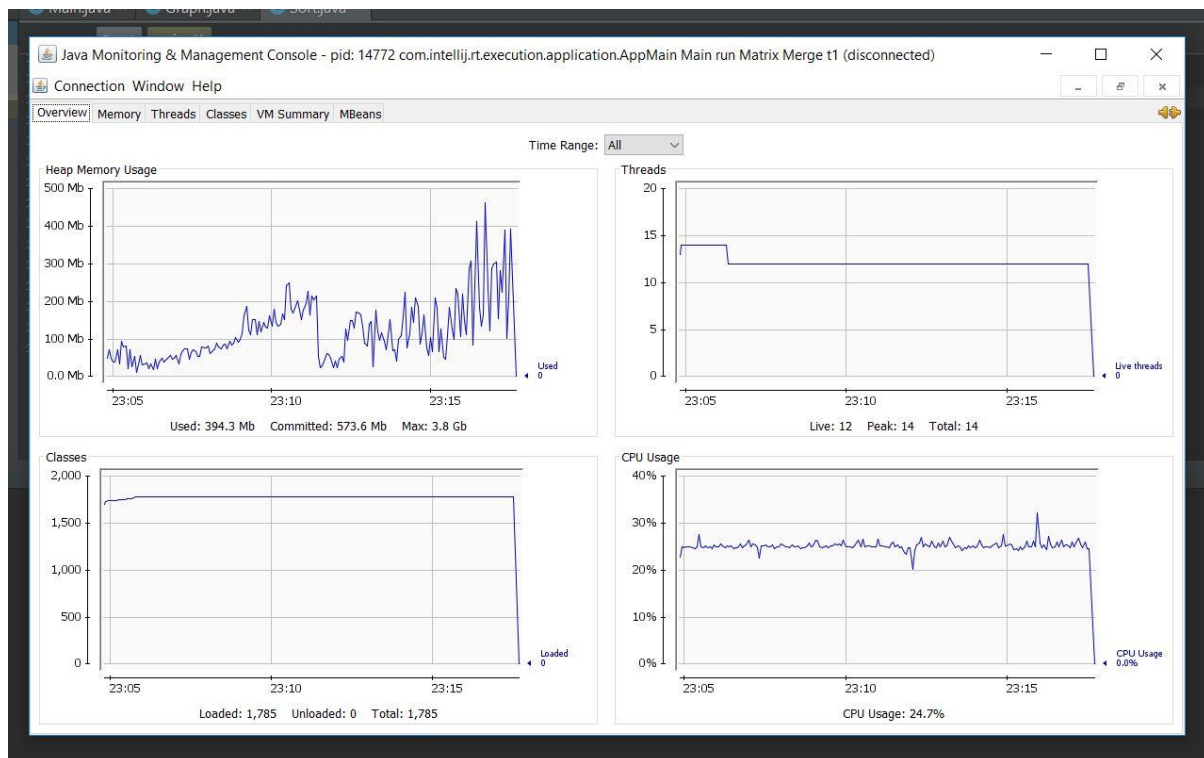 Main.java Graph.java Sort.java
Java Monitoring & Management Console - pid: 14772 com.intellij.rt.execution.application.AppMain Main run Matrix Merge t1 (disconnected)
Connection Window Help
Overview Memory Threads Classes VM Summary MBeans
Time Range: All
Heap Memory Usage
500 Mb
400 Mb
300 Mb
200 Mb
100 Mb
0.0 Mb
Used
0
23:05 23:10 23:15
Used: 394.3 Mb Committed: 573.6 Mb Max: 3.8 Gb
Threads
20
15
10
5
0
Live threads
0
23:05 23:10 23:15
Live: 12 Peak: 14 Total: 14
Classes
2,000
1,500
1,000
500
0
Loaded
0
23:05 23:10 23:15
Loaded: 1,785 Unloaded: 0 Total: 1,785
CPU Usage
40%
30%
20%
10%
0%
CPU Usage
0.0%
23:05 23:10 23:15
CPU Usage: 24.7%